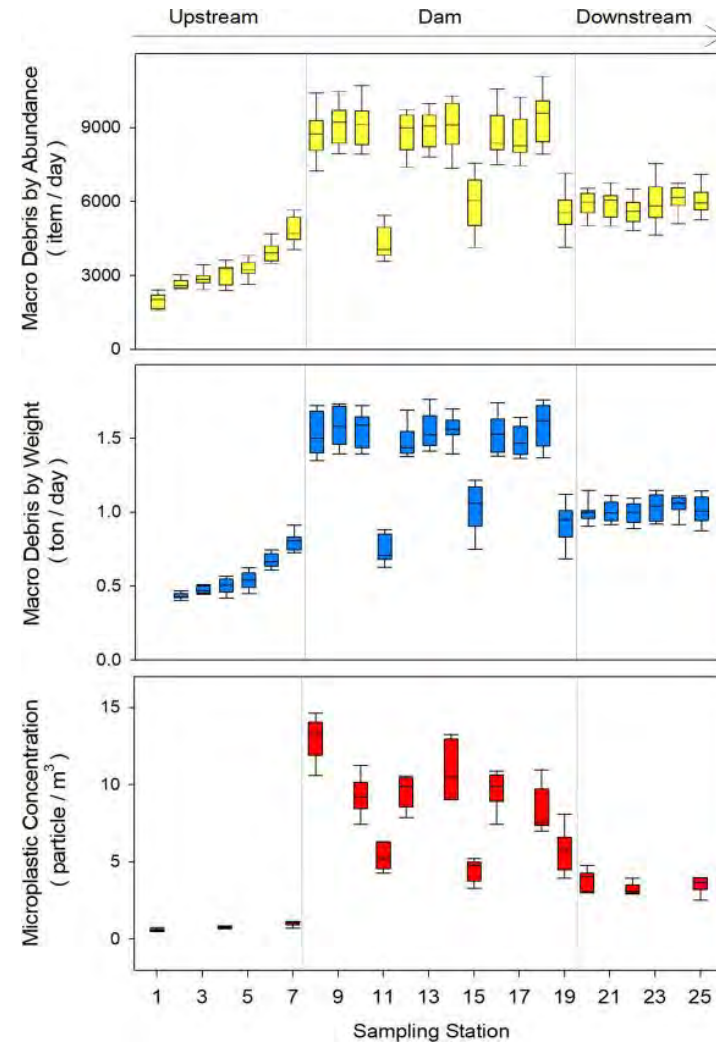 Upstream Dam Downstream
Macro Debris by Abundance
( item / day )
9000
6000
3000
0
Macro Debris by Weight
( ton / day )
1.5
1.0
0.5
0.0
Microplastic Concentration
( particle / m³ )
15
10
5
0
1 3 5 7 9 11 13 15 17 19 21 23 25
Sampling Station